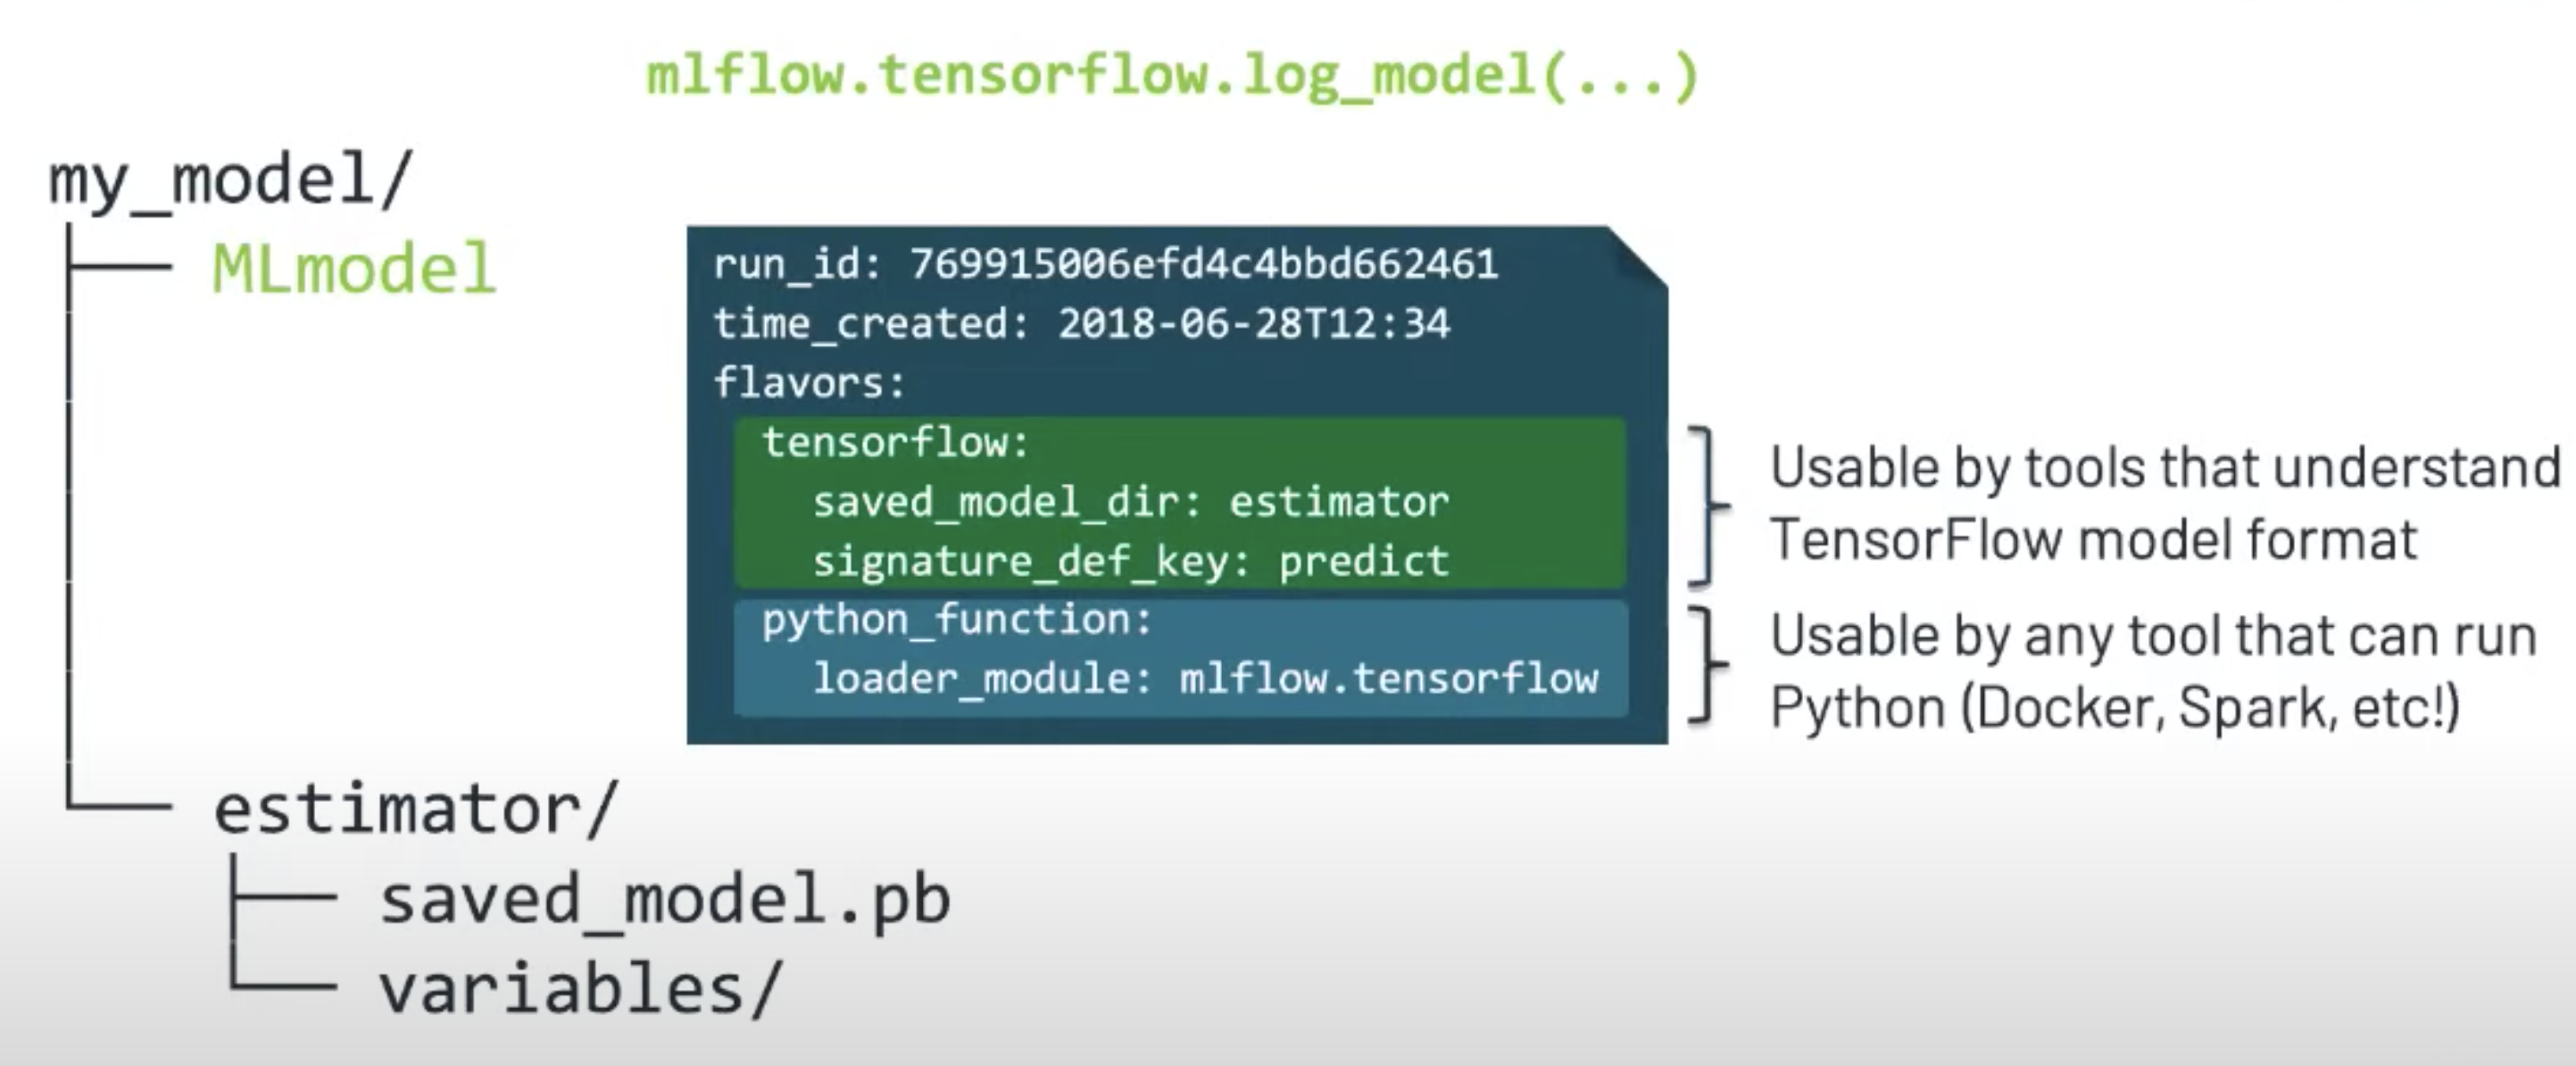 mlflow.tensorflow.log_model(...)
my_model/
MLmodel
run_id: 769915006efd4c4bbd662461
time_created: 2018-06-28T12:34
flavors:
tensorflow:
saved_model_dir: estimator
signature_def_key: predict
python_function:
loader_module: mlflow.tensorflow
Usable by tools that understand
TensorFlow model format
Usable by any tool that can run
Python (Docker, Spark, etc!)
estimator/
saved_model.pb
variables/